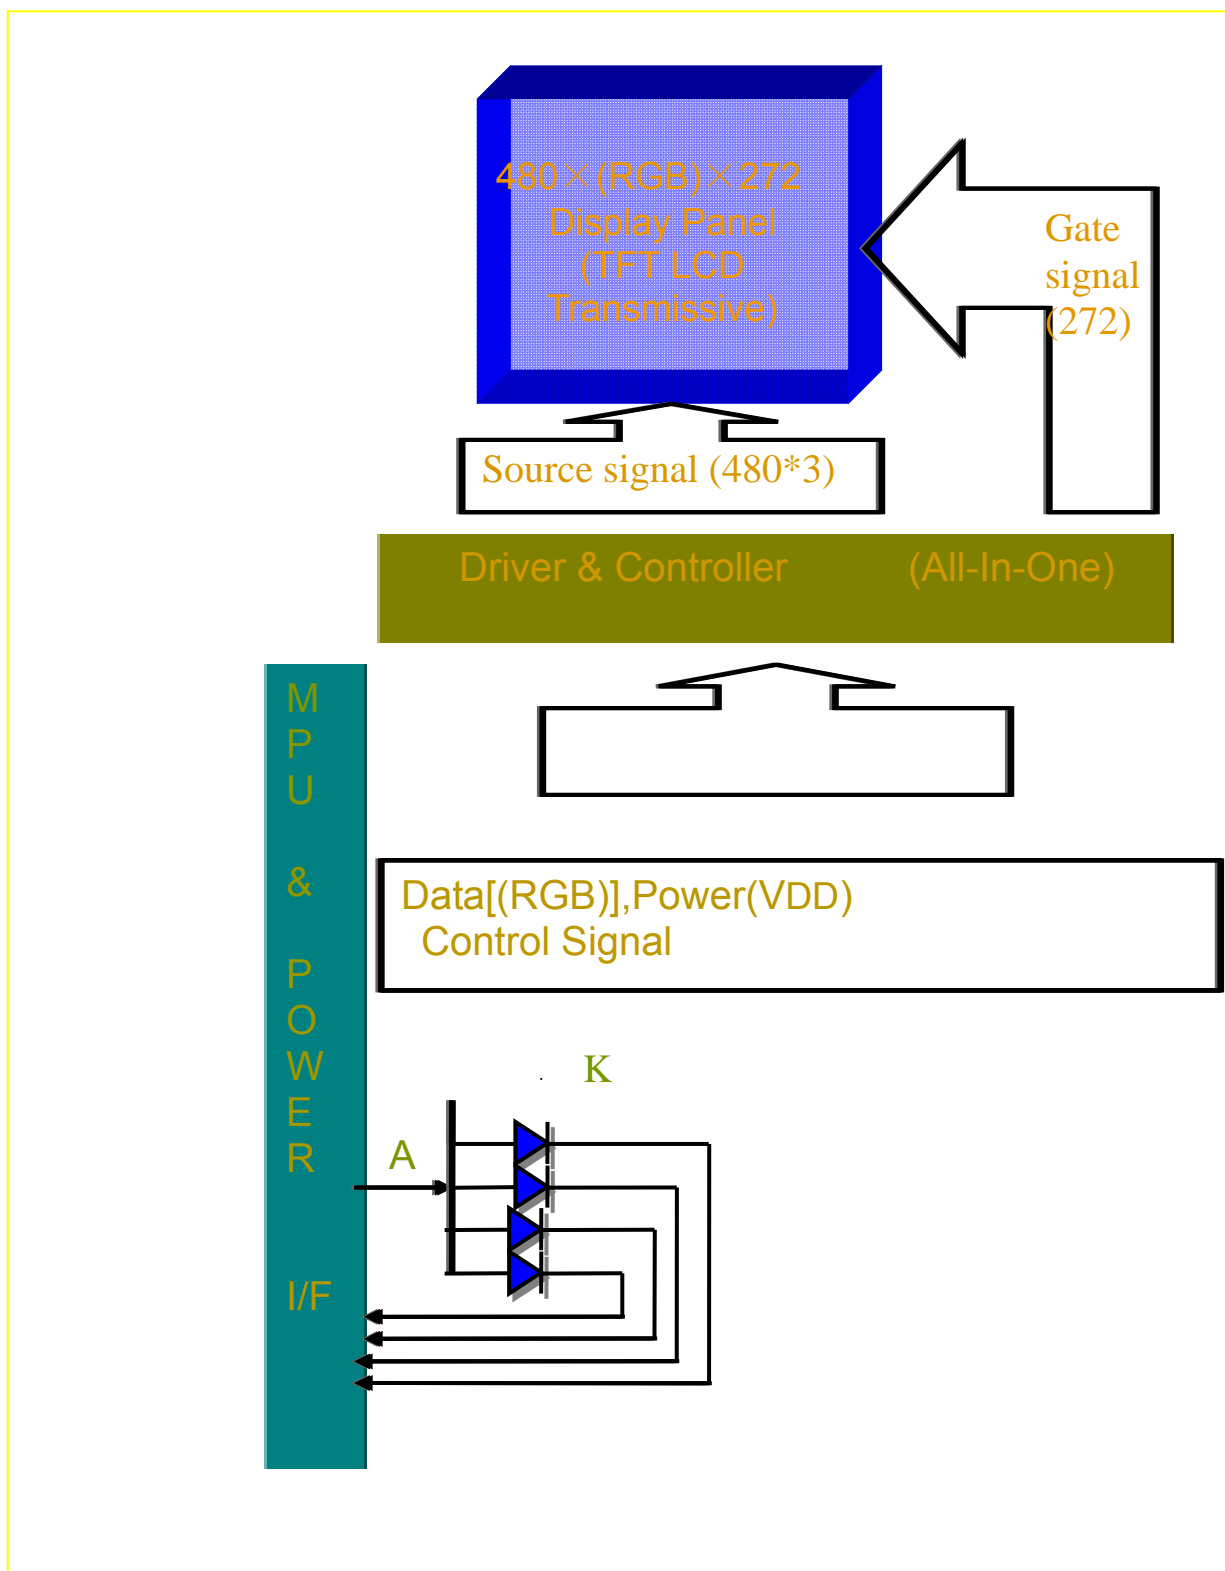 480×(RGB)×272
Display Panel
(TFT LCD
Transmissive)
Gate
signal
(272)
Source signal (480*3)
Driver & Controller (All-In-One)
M
P
U
&
P
O
W
E
R
I/F
Data[(RGB)],Power(VDD)
Control Signal
K
A